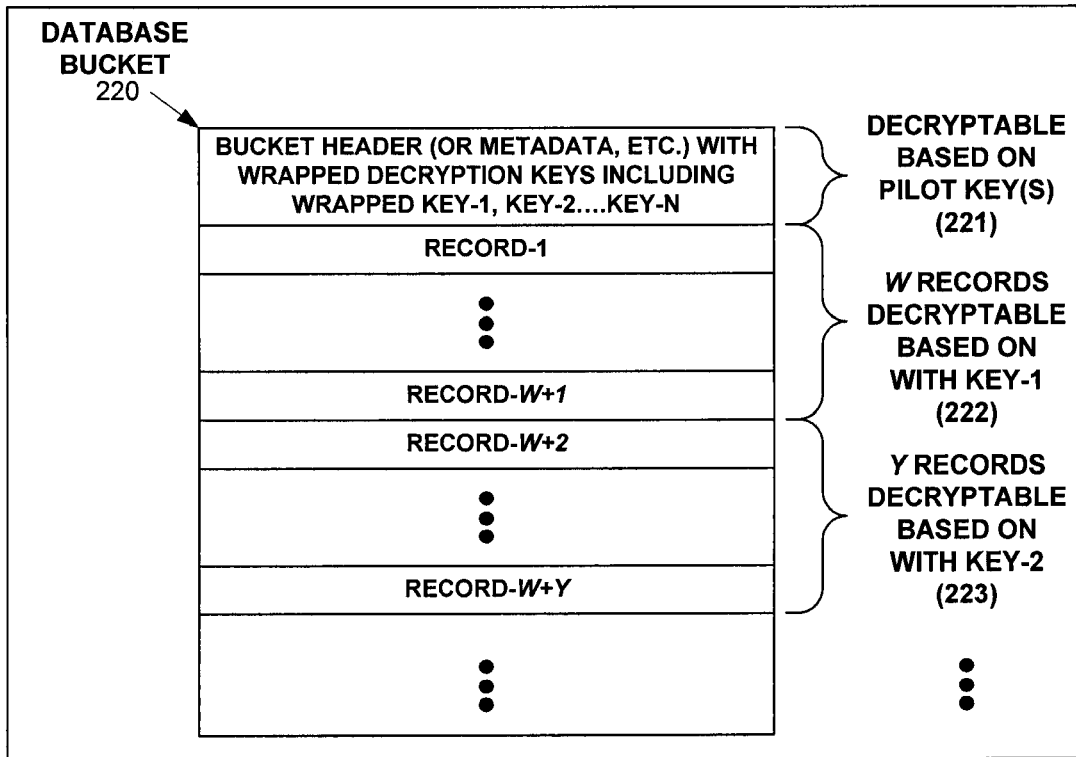 DATABASE
BUCKET
220
BUCKET HEADER (OR METADATA, ETC.) WITH
WRAPPED DECRYPTION KEYS INCLUDING
WRAPPED KEY-1, KEY-2....KEY-N
DECRYPTABLE
BASED ON
PILOT KEY(S)
(221)
RECORD-1
RECORD-W+1
W RECORDS
DECRYPTABLE
BASED ON
WITH KEY-1
(222)
RECORD-W+2
RECORD-W+Y
Y RECORDS
DECRYPTABLE
BASED ON
WITH KEY-2
(223)